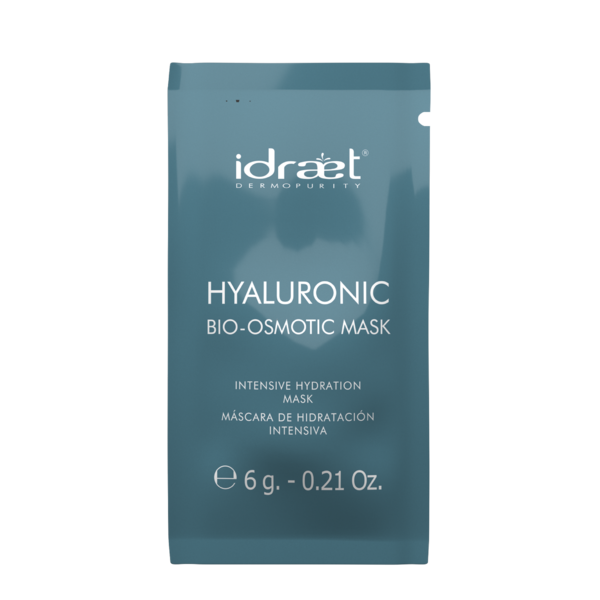 idraet®
DERMOPURITY
HYALURONIC
BIO-OSMOTIC MASK
INTENSIVE HYDRATION
MASK
MÁSCARA DE HIDRATACIÓN
INTENSIVA
℮ 6 g. - 0.21 Oz.